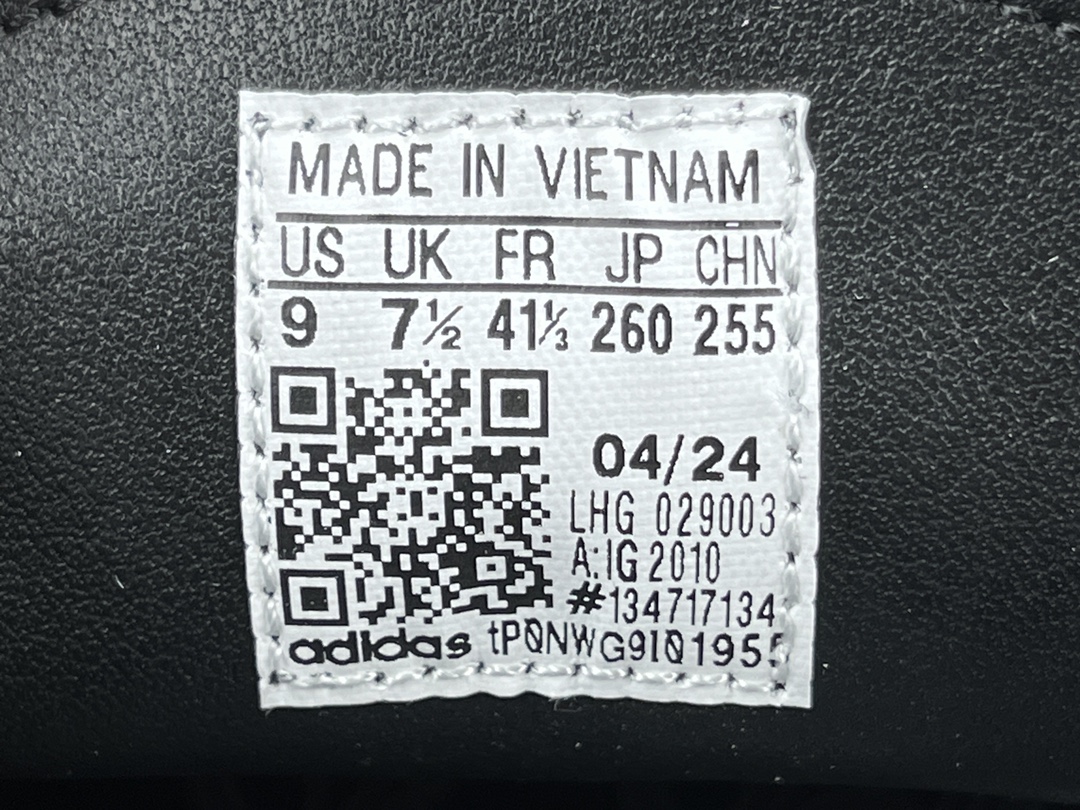 MADE IN VIETNAM
US UK FR JP CHN
9 7½ 41⅓ 260 255
04/24
LHG 029003
A:IG 2010
#134717134
adidas tP0NWG9I01955